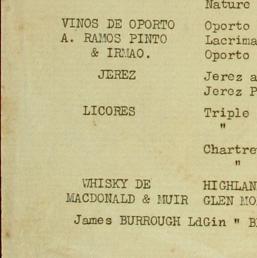 Nature
VINOS DE OPORTO Oporto
A. RAMOS PINTO Lacrima
& IRMAO. Oporto
JEREZ Jerez a
Jerez P
LICORES Triple
"
Chartre
"
WHISKY DE HIGHLAN
MACDONALD & MUIR GLEN MO
James BURROUGH LdGin " B